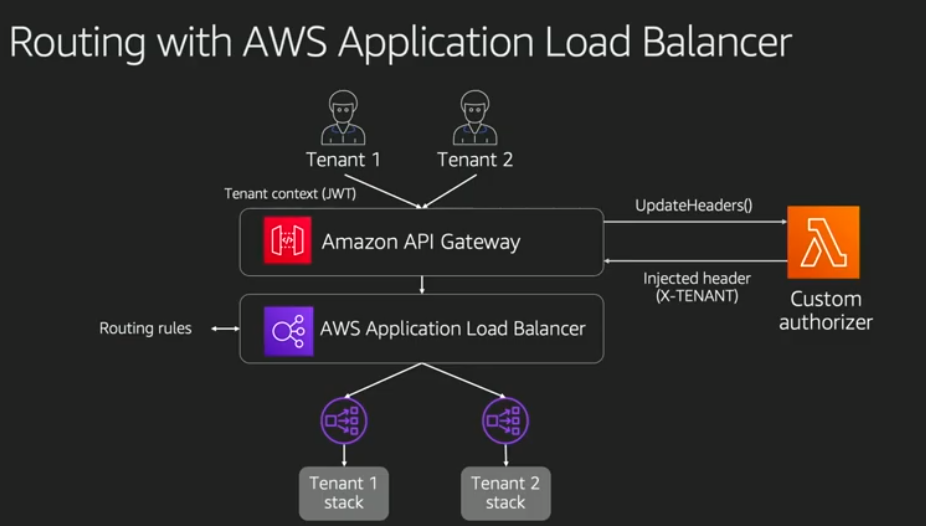 Routing with AWS Application Load Balancer
Tenant 1
Tenant 2
Tenant context (JWT)
Amazon API Gateway
UpdateHeaders()
Injected header
(X-TENANT)
Custom
authorizer
Routing rules
AWS Application Load Balancer
Tenant 1
stack
Tenant 2
stack